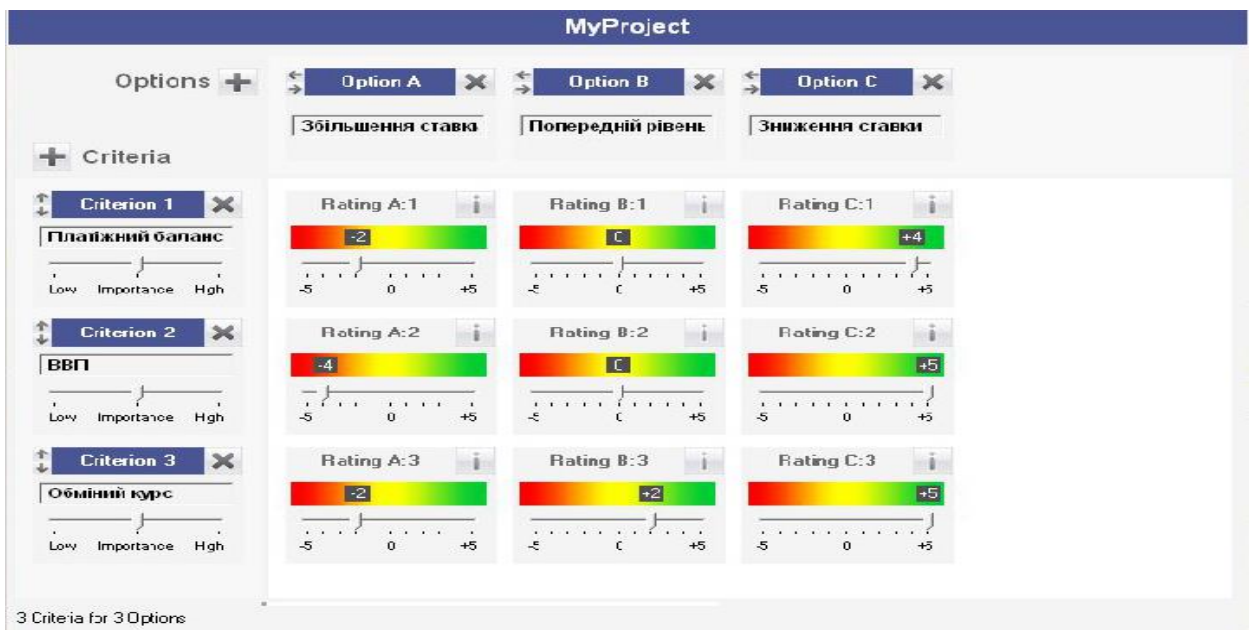 MyProject
Options
Option A
Option B
Option C
Збільшення ставкі
Попередній рівень
Зниження ставки
Criteria
Criterion 1
Rating A:1
Rating B:1
Rating C:1
Платіжний баланс
-2
0
+4
Low Importance High
-5 0 +5
-5 0 +5
-5 0 +5
Criterion 2
Rating A:2
Rating B:2
Rating C:2
ВВП
-4
0
+5
Low Importance High
-5 0 +5
-5 0 +5
-5 0 +5
Criterion 3
Rating A:3
Rating B:3
Rating C:3
Обміний курс
-2
+2
+5
Low Importance High
-5 0 +5
-5 0 +5
-5 0 +5
3 Criteria for 3 Options